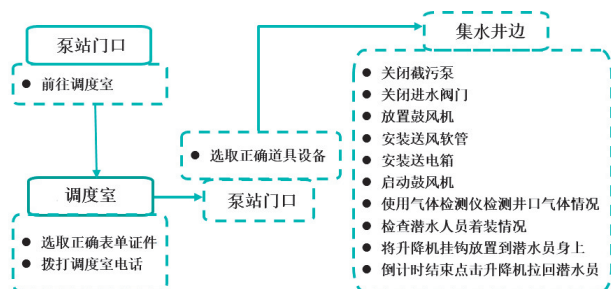 泵站门口
前往调度室
调度室
选取正确表单证件
拨打调度室电话
选取正确道具设备
泵站门口
集水井边
关闭截污泵
关闭进水阀门
放置鼓风机
安装送风软管
安装送电箱
启动鼓风机
使用气体检测仪检测井口气体情况
检查潜水人员着装情况
将升降机挂钩放置到潜水员身上
倒计时结束点击升降机拉回潜水员